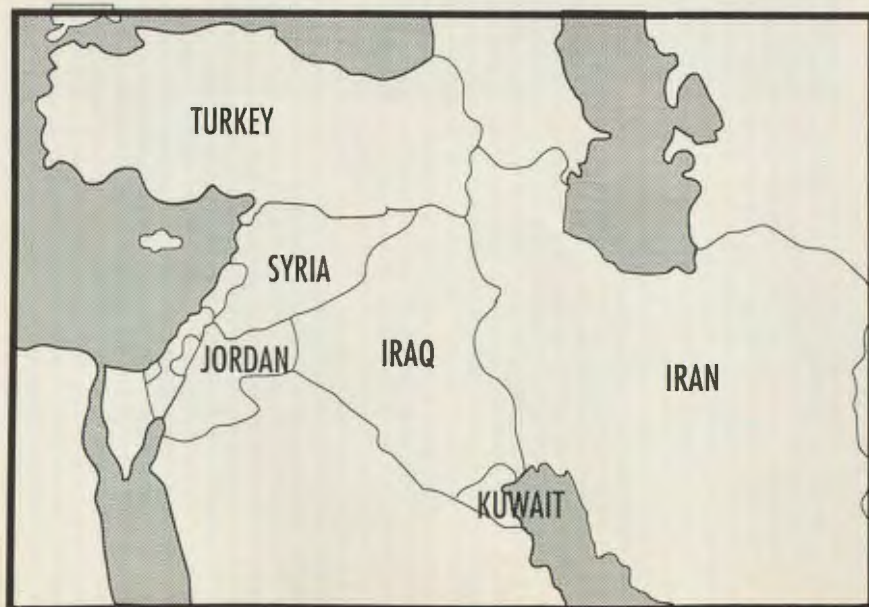 TURKEY
SYRIA
JORDAN
IRAQ
IRAN
KUWAIT